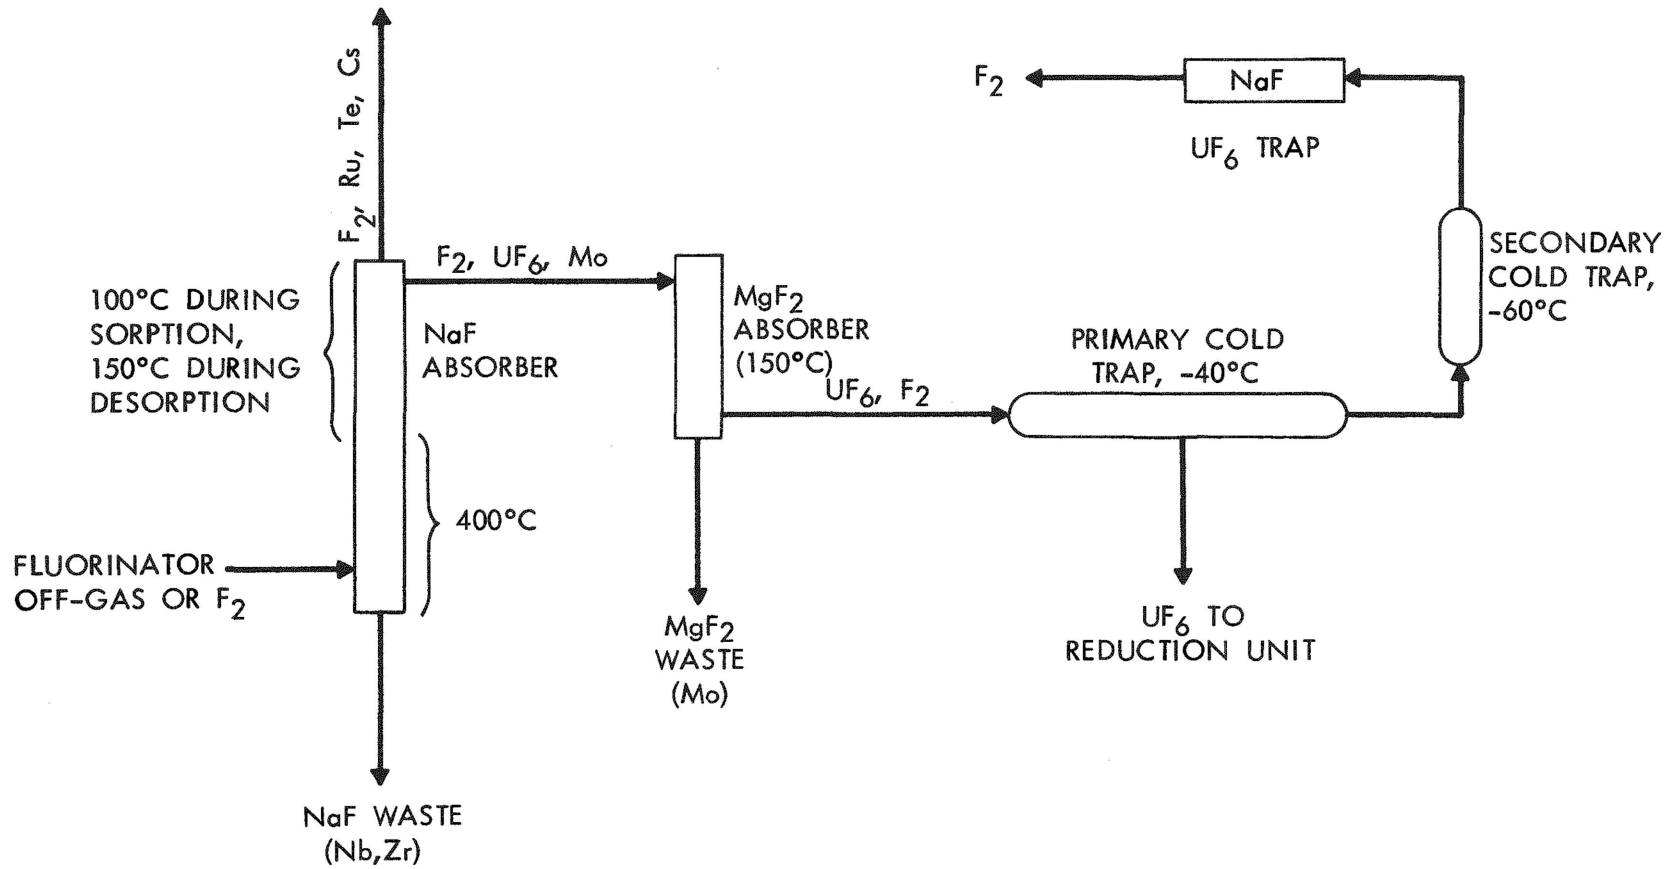 F₂, Ru, Te, Cs
F₂ NaF
UF₆ TRAP
SECONDARY
COLD TRAP,
-60°C
F₂, UF₆, Mo
100°C DURING
SORPTION,
150°C DURING
DESORPTION
NaF
ABSORBER
MgF₂
ABSORBER
(150°C)
UF₆, F₂
PRIMARY COLD
TRAP, -40°C
400°C
FLUORINATOR
OFF-GAS OR F₂
MgF₂
WASTE
(Mo)
UF₆ TO
REDUCTION UNIT
NaF WASTE
(Nb,Zr)